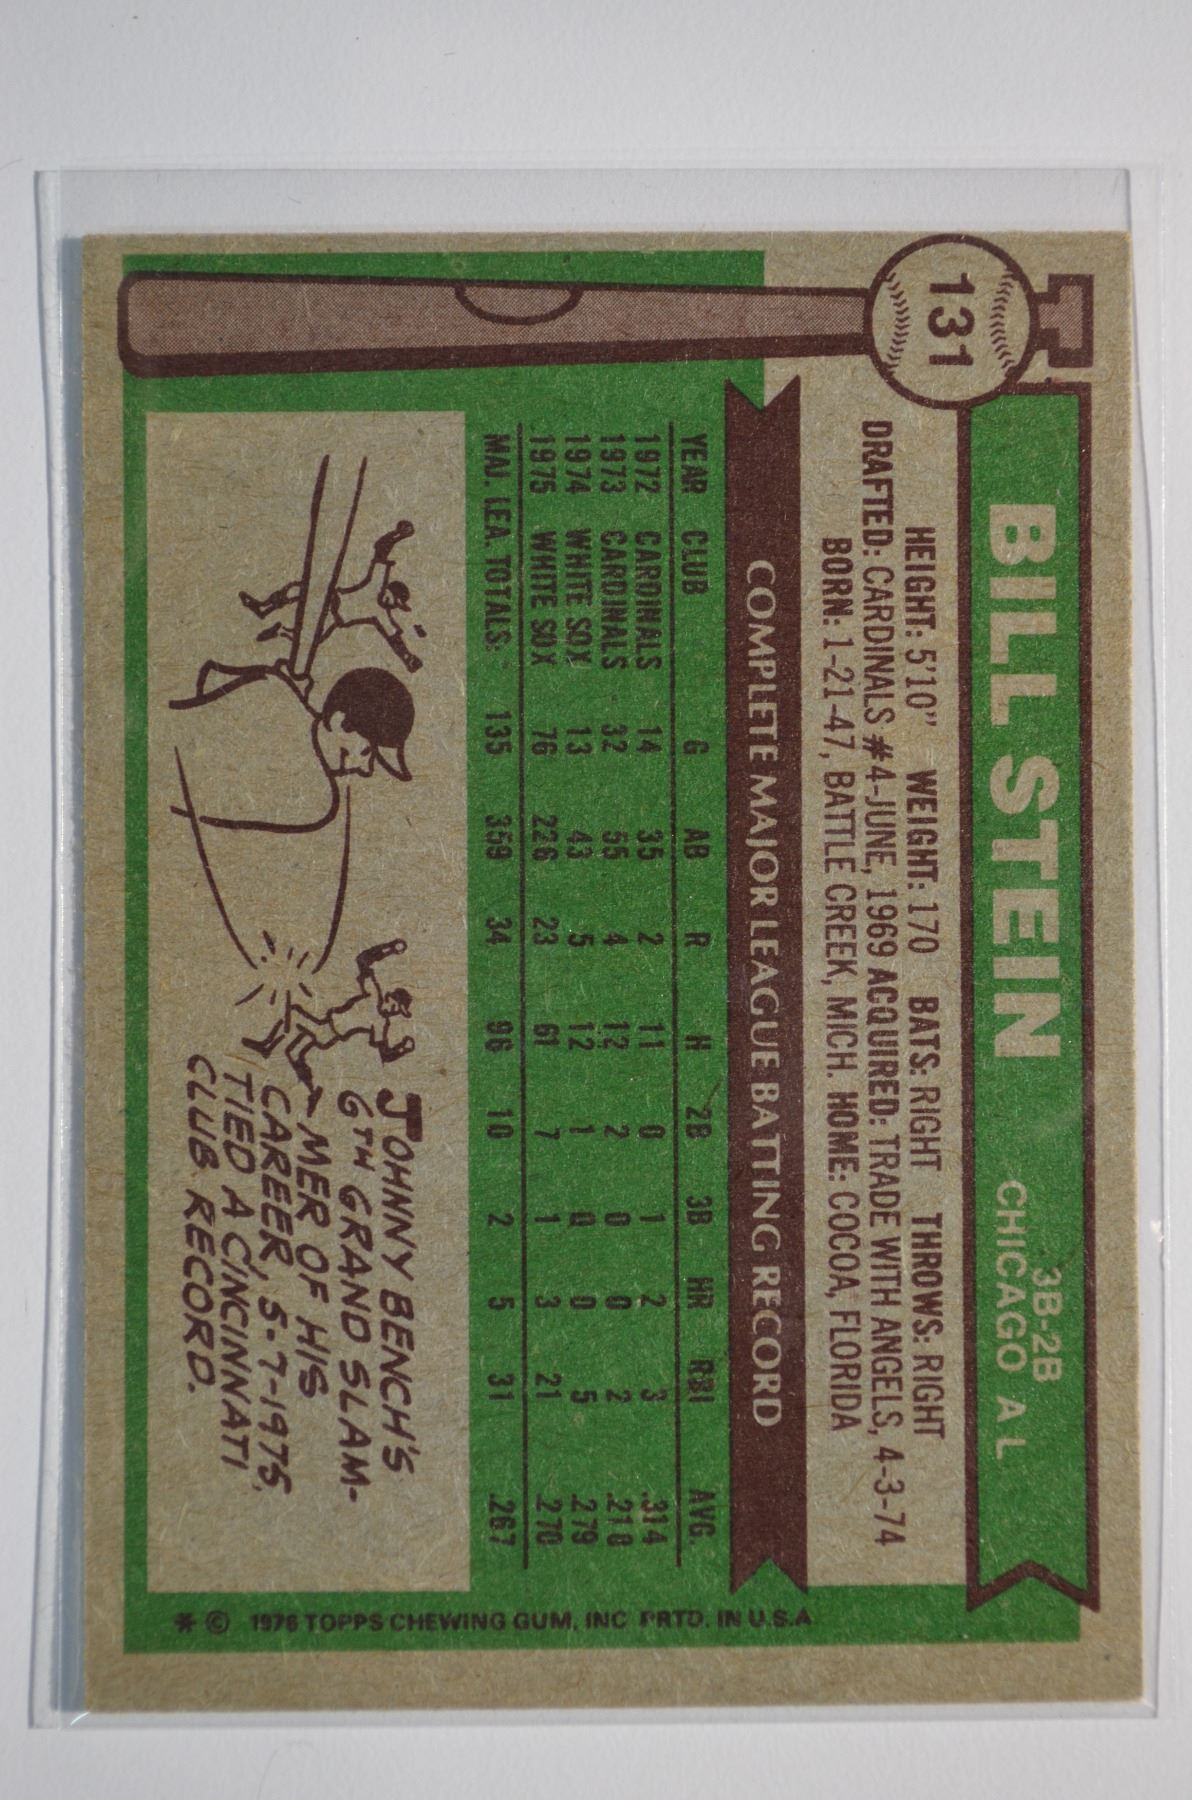 131
BILL STEIN
3B-2B
CHICAGO A L
HEIGHT: 5'10" WEIGHT: 170 BATS: RIGHT THROWS: RIGHT
DRAFTED: CARDINALS #4-JUNE, 1969 ACQUIRED: TRADE WITH ANGELS, 4-3-74
BORN: 1-21-47, BATTLE CREEK, MICH. HOME: COCOA, FLORIDA
COMPLETE MAJOR LEAGUE BATTING RECORD
YEAR CLUB G AB R H 2B 3B HR RBI AVG.
1972 CARDINALS 14 35 2 11 0 1 2 3 .314
1973 CARDINALS 32 55 4 12 2 0 0 2 .218
1974 WHITE SOX 13 43 5 12 1 0 0 5 .279
1975 WHITE SOX 76 226 23 61 7 1 3 21 .270
MAJ. LEA. TOTALS: 135 359 34 96 10 2 5 31 .267
JOHNNY BENCH'S
6TH GRAND SLAM-
MER OF HIS
CAREER, 5-7-1975,
TIED A CINCINNATI
CLUB RECORD.
* © 1976 TOPPS CHEWING GUM, INC PRTD. IN U.S.A